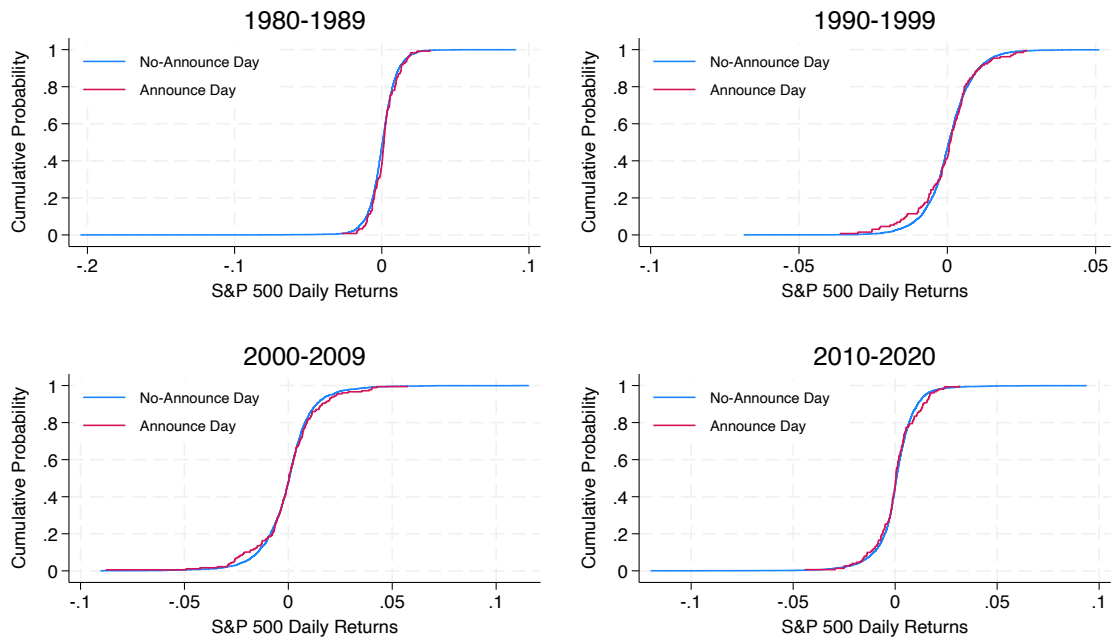 1980-1989
Cumulative Probability
1
.8
.6
.4
.2
0
No-Announce Day
Announce Day
-.2 -.1 0 .1
S&P 500 Daily Returns
1990-1999
Cumulative Probability
1
.8
.6
.4
.2
0
No-Announce Day
Announce Day
-.1 -.05 0 .05
S&P 500 Daily Returns
2000-2009
Cumulative Probability
1
.8
.6
.4
.2
0
No-Announce Day
Announce Day
-.1 -.05 0 .05 .1
S&P 500 Daily Returns
2010-2020
Cumulative Probability
1
.8
.6
.4
.2
0
No-Announce Day
Announce Day
-.1 -.05 0 .05 .1
S&P 500 Daily Returns